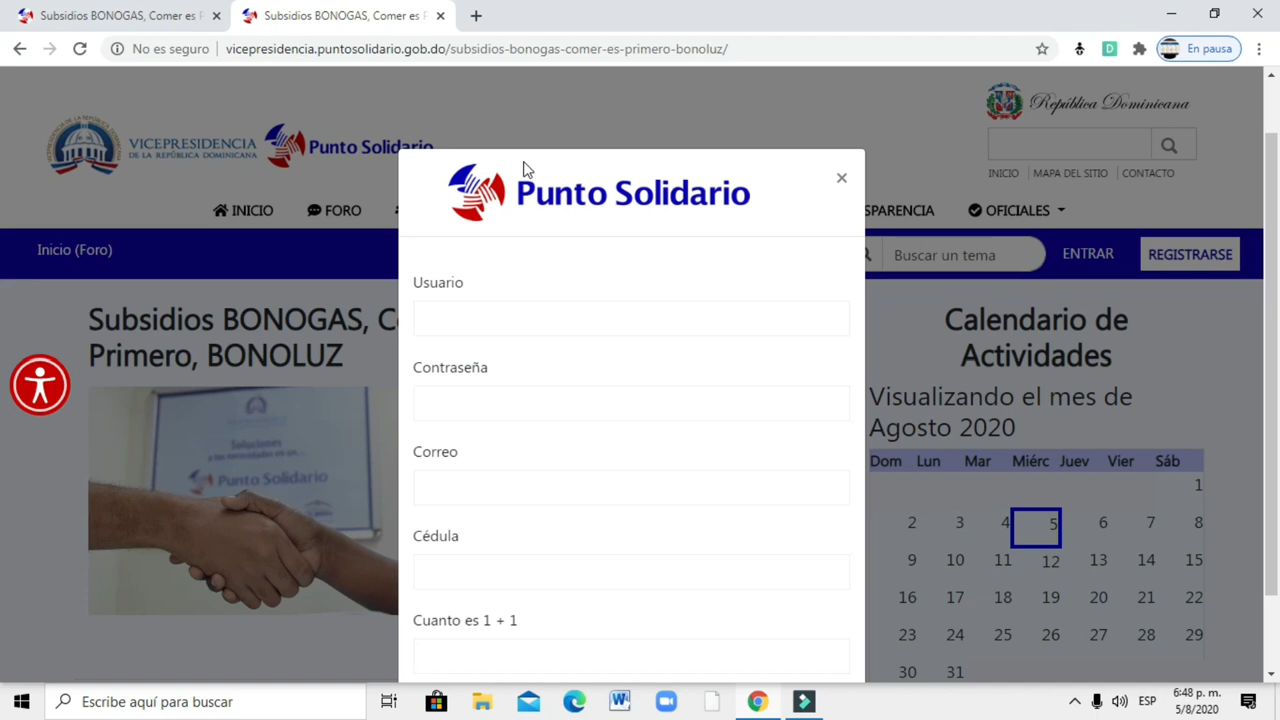 Subsidios BONOGAS, Comer es P
Subsidios BONOGAS, Comer es P
No es seguro
vicepresidencia.puntosolidario.gob.do/subsidios-bonogas-comer-es-primero-bonoluz/
En pausa
VICEPRESIDENCIA
DE LA REPÚBLICA DOMINICANA
Punto Solidario
República Dominicana
INICIO
MAPA DEL SITIO
CONTACTO
INICIO
FORO
SPARENCIA
OFICIALES
Inicio (Foro)
Buscar un tema
ENTRAR
REGISTRARSE
Subsidios BONOGAS, C
Primero, BONOLUZ
Soluciones
Punto Solidario
Punto Solidario
Usuario
Contraseña
Correo
Cédula
Cuanto es 1 + 1
Calendario de
Actividades
Visualizando el mes de
Agosto 2020
Dom Lun Mar Miérc Juev Vier Sáb
1
2 3 4 5 6 7 8
9 10 11 12 13 14 15
16 17 18 19 20 21 22
23 24 25 26 27 28 29
30 31
Escribe aquí para buscar
ESP
6:48 p. m.
5/8/2020